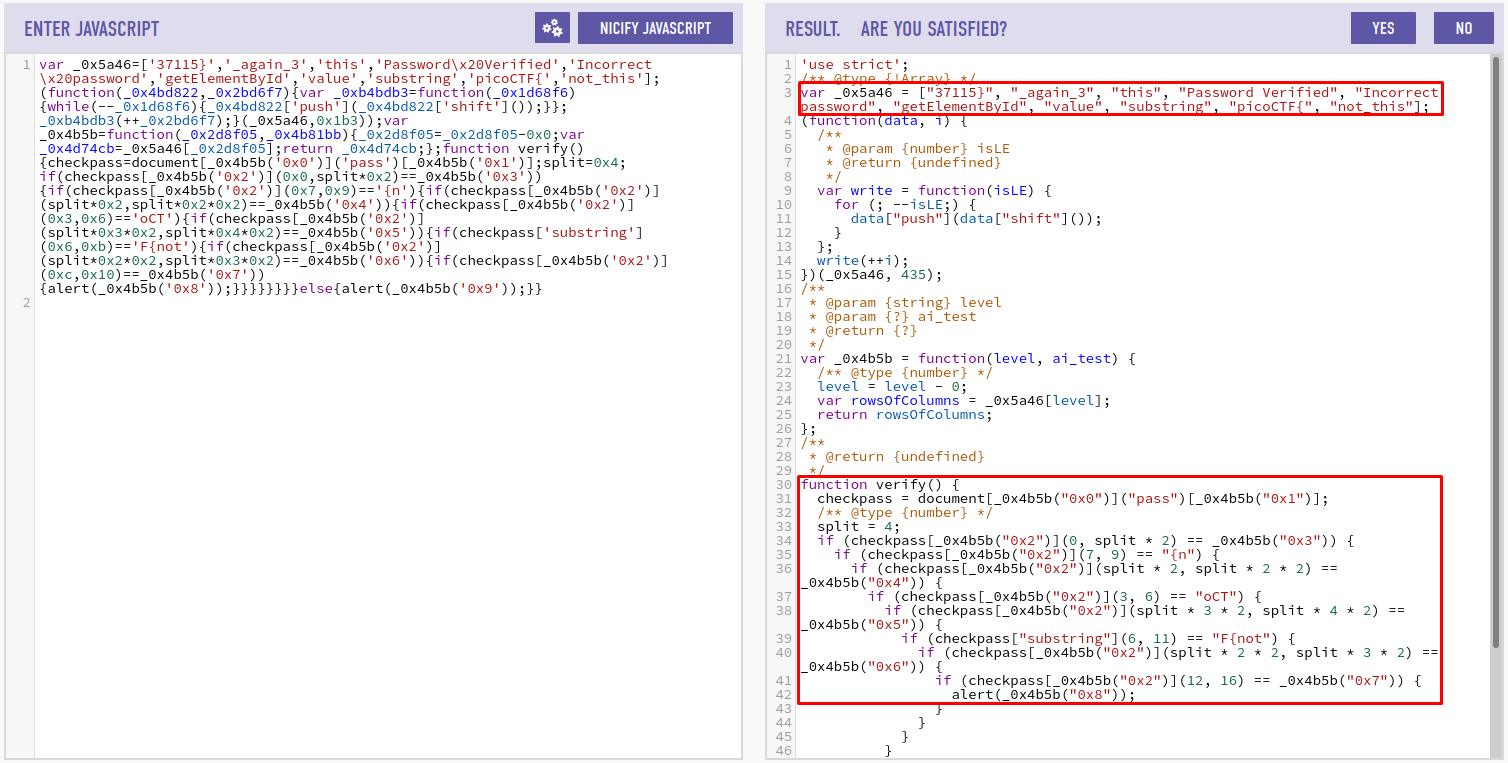 ENTER JAVASCRIPT
NICIFY JAVASCRIPT
1 var _0x5a46=['37115}','_again_3','this','Password\x20Verified','Incorrect
\x20password','getElementById','value','substring','picoCTF{','not_this'];
(function(_0x4bd822,_0x2bd6f7){var _0xb4bdb3=function(_0x1d68f6)
{while(--_0x1d68f6){_0x4bd822['push'](_0x4bd822['shift']());}};
_0xb4bdb3(++_0x2bd6f7);}(_0x5a46,0x1b3));var
_0x4b5b=function(_0x2d8f05,_0x4b81bb){_0x2d8f05=_0x2d8f05-0x0;var
_0x4d74cb=_0x5a46[_0x2d8f05];return _0x4d74cb;};function verify()
{checkpass=document[_0x4b5b('0x0')]('pass')[_0x4b5b('0x1')];split=0x4;
if(checkpass[_0x4b5b('0x2')](0x0,split*0x2)==_0x4b5b('0x3'))
{if(checkpass[_0x4b5b('0x2')](0x7,0x9)=='{n'){if(checkpass[_0x4b5b('0x2')]
(split*0x2,split*0x2*0x2)==_0x4b5b('0x4')){if(checkpass[_0x4b5b('0x2')]
(0x3,0x6)=='oCT'){if(checkpass[_0x4b5b('0x2')]
(split*0x3*0x2,split*0x4*0x2)==_0x4b5b('0x5')){if(checkpass['substring']
(0x6,0xb)=='F{not'){if(checkpass[_0x4b5b('0x2')]
(split*0x2*0x2,split*0x3*0x2)==_0x4b5b('0x6')){if(checkpass[_0x4b5b('0x2')]
(0xc,0x10)==_0x4b5b('0x7'))
{alert(_0x4b5b('0x8'));}}}}}}}}else{alert(_0x4b5b('0x9'));}}
2
RESULT. ARE YOU SATISFIED?
YES
NO
1 'use strict';
2 /** @type {!Array} */
3 var _0x5a46 = ["37115}", "_again_3", "this", "Password Verified", "Incorrect
password", "getElementById", "value", "substring", "picoCTF{", "not_this"];
4 (function(data, i) {
5 /**
6 * @param {number} isLE
7 * @return {undefined}
8 */
9 var write = function(isLE) {
10 for (; --isLE;) {
11 data["push"](data["shift"]());
12 }
13 };
14 write(++i);
15 })(_0x5a46, 435);
16 /**
17 * @param {string} level
18 * @param {?} ai_test
19 * @return {?}
20 */
21 var _0x4b5b = function(level, ai_test) {
22 /** @type {number} */
23 level = level - 0;
24 var rowsOfColumns = _0x5a46[level];
25 return rowsOfColumns;
26 };
27 /**
28 * @return {undefined}
29 */
30 function verify() {
31 checkpass = document[_0x4b5b("0x0")]("pass")[_0x4b5b("0x1")];
32 /** @type {number} */
33 split = 4;
34 if (checkpass[_0x4b5b("0x2")](0, split * 2) == _0x4b5b("0x3")) {
35 if (checkpass[_0x4b5b("0x2")](7, 9) == "{n") {
36 if (checkpass[_0x4b5b("0x2")](split * 2, split * 2 * 2) ==
_0x4b5b("0x4")) {
37 if (checkpass[_0x4b5b("0x2")](3, 6) == "oCT") {
38 if (checkpass[_0x4b5b("0x2")](split * 3 * 2, split * 4 * 2) ==
_0x4b5b("0x5")) {
39 if (checkpass["substring"](6, 11) == "F{not") {
40 if (checkpass[_0x4b5b("0x2")](split * 2 * 2, split * 3 * 2) ==
_0x4b5b("0x6")) {
41 if (checkpass[_0x4b5b("0x2")](12, 16) == _0x4b5b("0x7")) {
42 alert(_0x4b5b("0x8"));
43 }
44 }
45 }
46 }